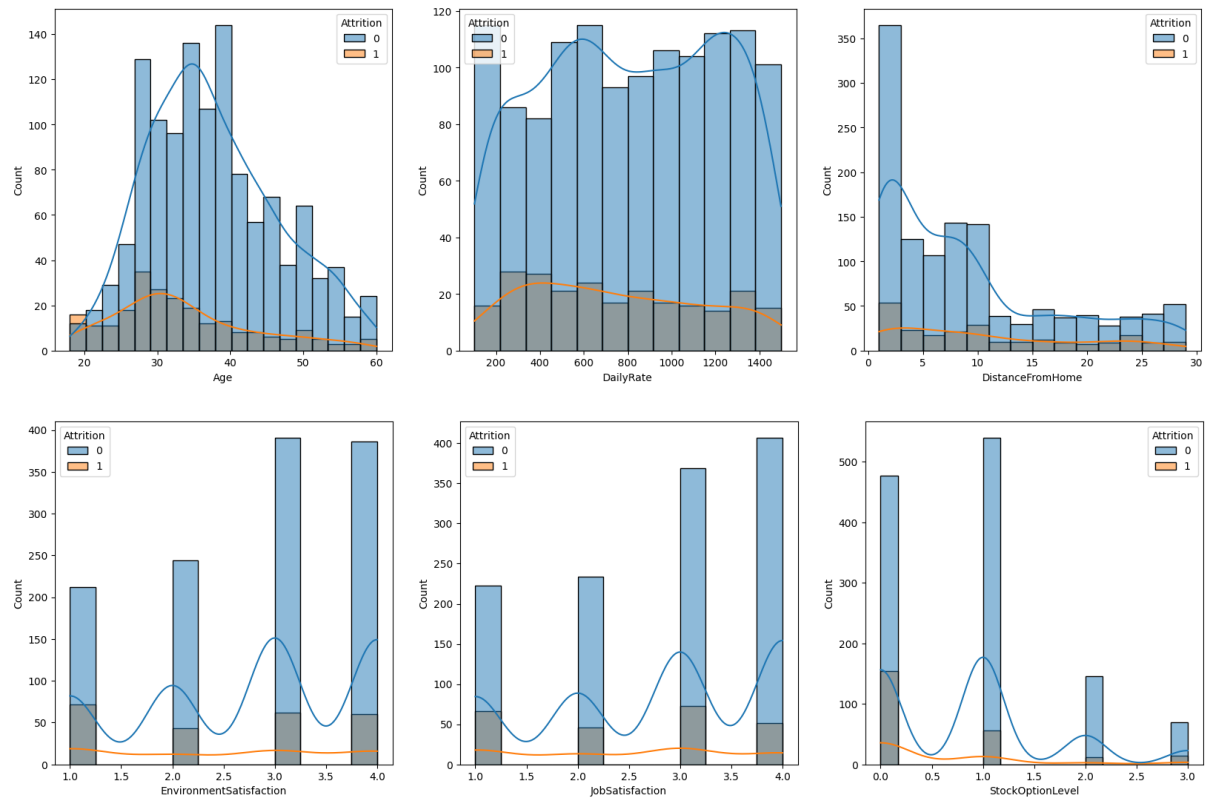 Attrition
0
1
140
120
100
80
60
40
20
0
Count
20 30 40 50 60
Age
Attrition
0
1
120
100
80
60
40
20
0
Count
200 400 600 800 1000 1200 1400
DailyRate
Attrition
0
1
350
300
250
200
150
100
50
0
Count
0 5 10 15 20 25 30
DistanceFromHome
Attrition
0
1
400
350
300
250
200
150
100
50
0
Count
1.0 1.5 2.0 2.5 3.0 3.5 4.0
EnvironmentSatisfaction
Attrition
0
1
400
350
300
250
200
150
100
50
0
Count
1.0 1.5 2.0 2.5 3.0 3.5 4.0
JobSatisfaction
Attrition
0
1
500
400
300
200
100
0
Count
0.0 0.5 1.0 1.5 2.0 2.5 3.0
StockOptionLevel